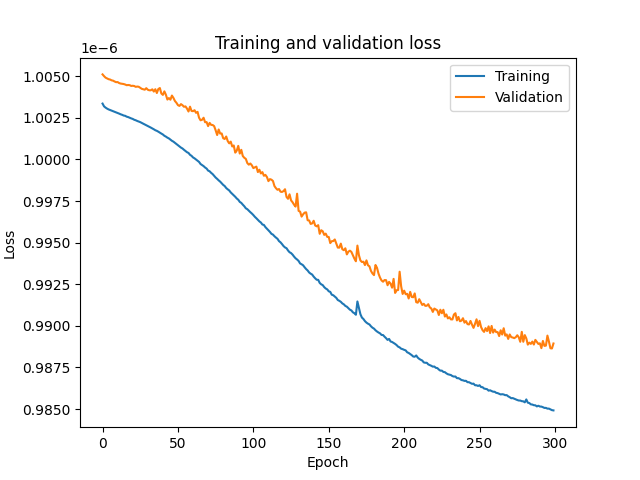 Training and validation loss
1e−6
Training
Validation
1.0050
1.0025
1.0000
0.9975
0.9950
0.9925
0.9900
0.9875
0.9850
Loss
0 50 100 150 200 250 300
Epoch